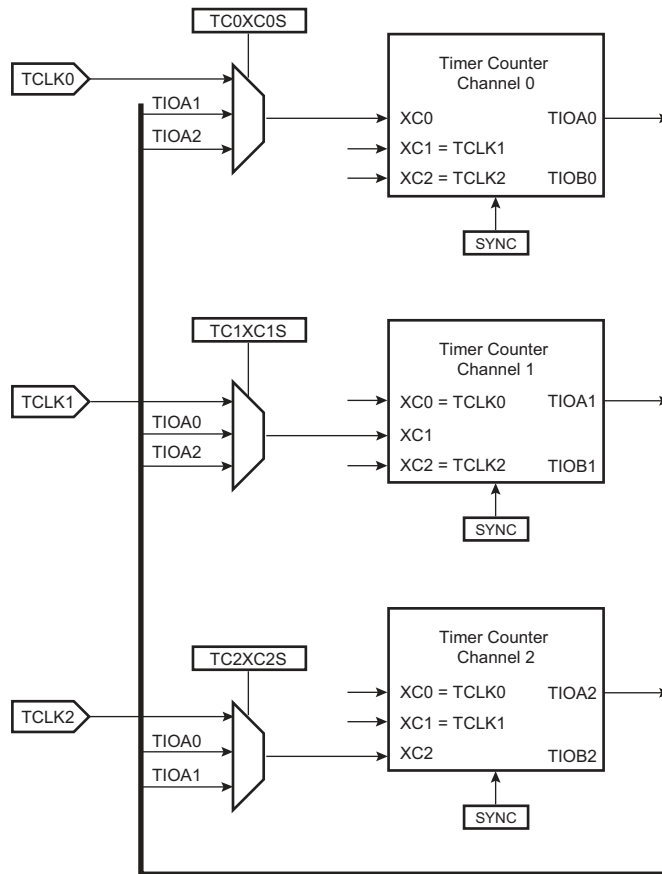 TC0XC0S
TCLK0
TIOA1
TIOA2
Timer Counter
Channel 0
XC0
TIOA0
XC1 = TCLK1
XC2 = TCLK2
TIOB0
SYNC
TC1XC1S
TCLK1
TIOA0
TIOA2
Timer Counter
Channel 1
XC0 = TCLK0
TIOA1
XC1
XC2 = TCLK2
TIOB1
SYNC
TC2XC2S
TCLK2
TIOA0
TIOA1
Timer Counter
Channel 2
XC0 = TCLK0
TIOA2
XC1 = TCLK1
XC2
TIOB2
SYNC